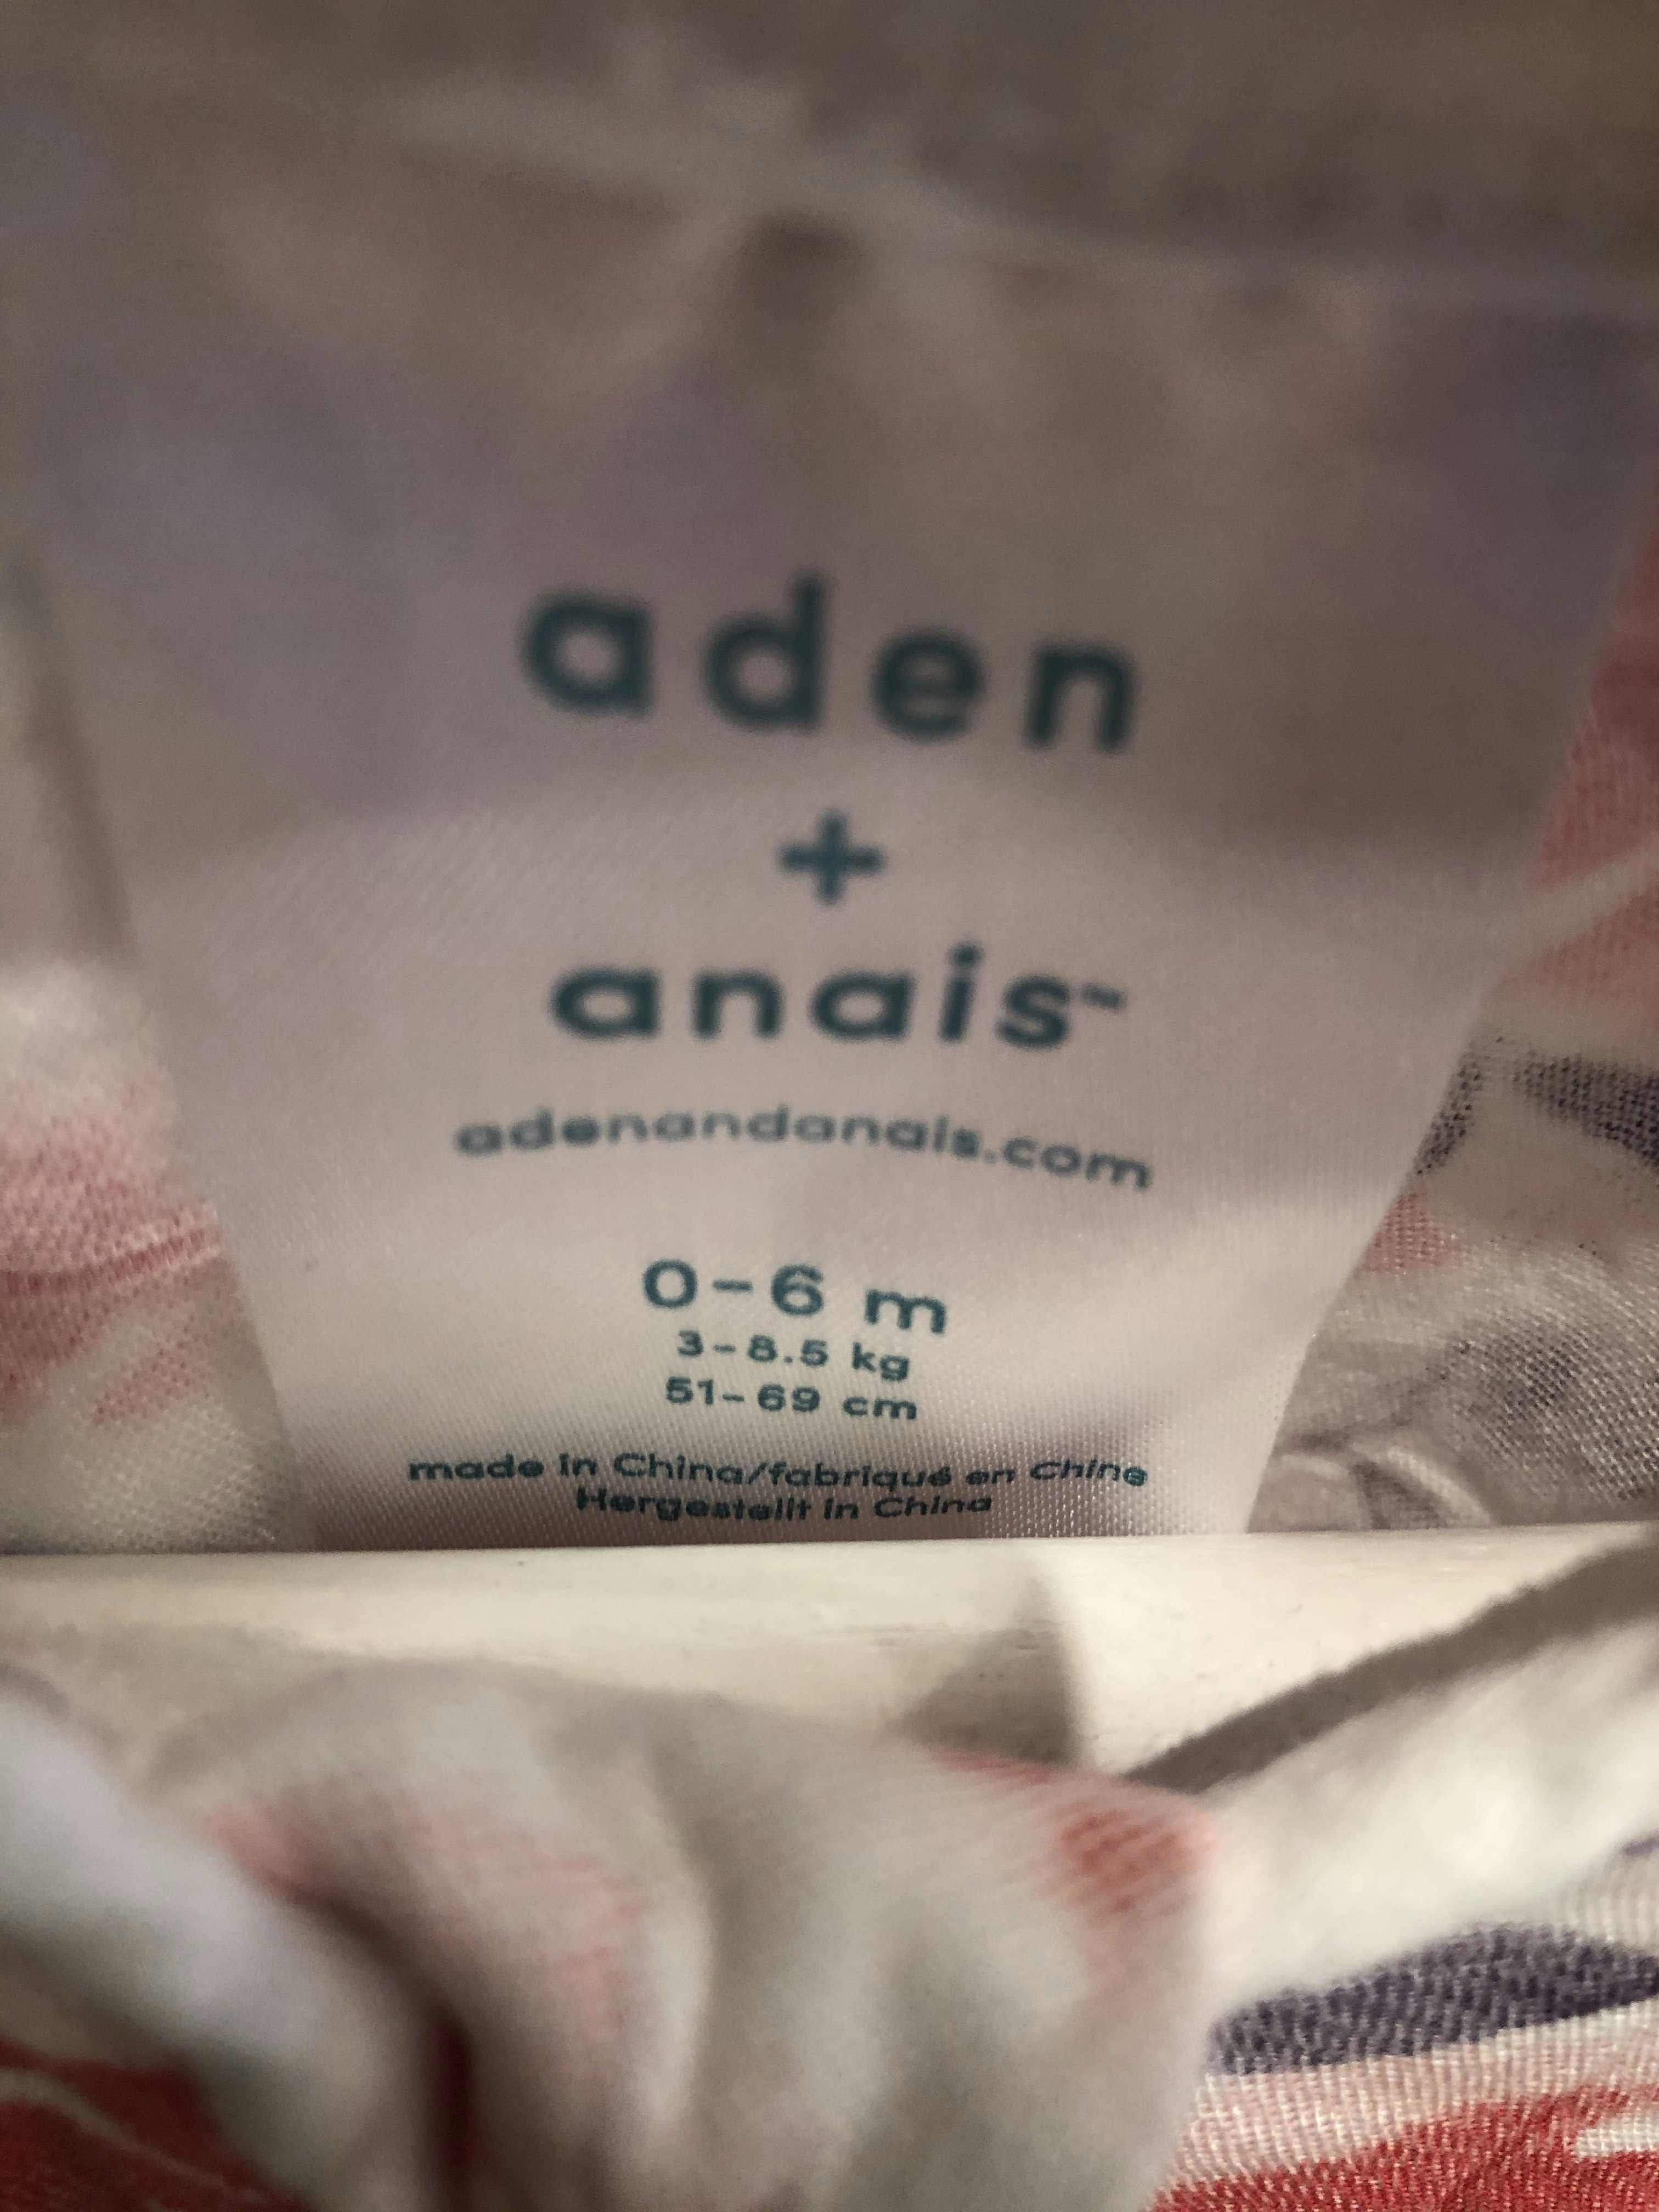 aden
+
anais™
adenandanais.com
0-6 m
3-8.5 kg
51-69 cm
made in China/fabriqué en Chine
Hergestellt in China